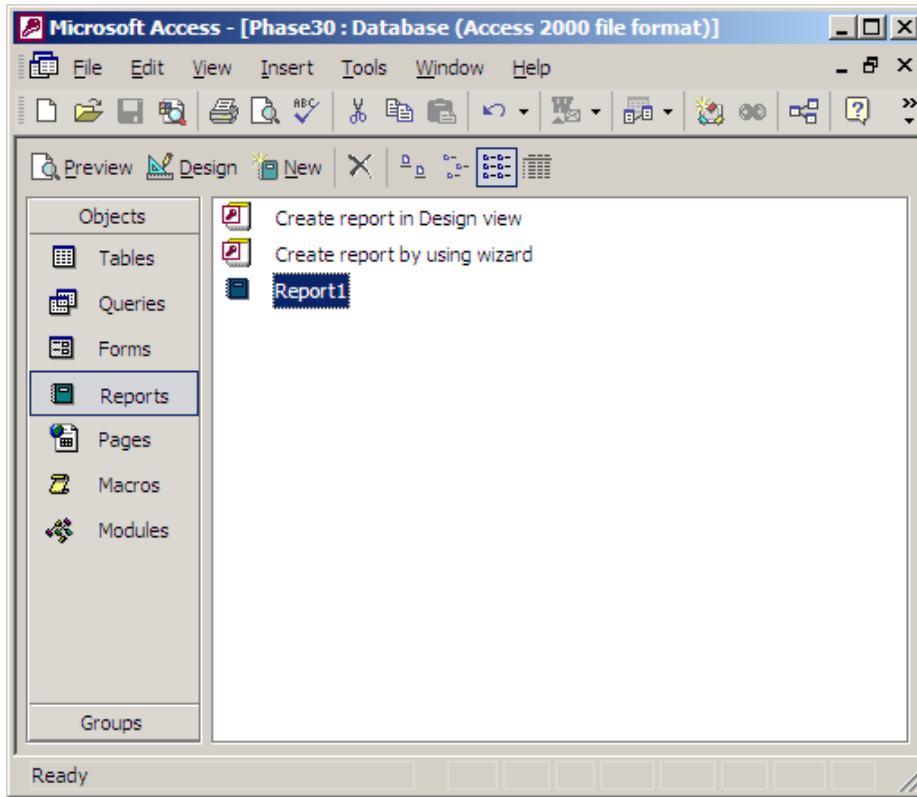 Microsoft Access - [Phase30 : Database (Access 2000 file format)]
File Edit View Insert Tools Window Help
ABC
Preview Design New
Objects
Tables
Queries
Forms
Reports
Pages
Macros
Modules
Groups
Create report in Design view
Create report by using wizard
Report1
Ready